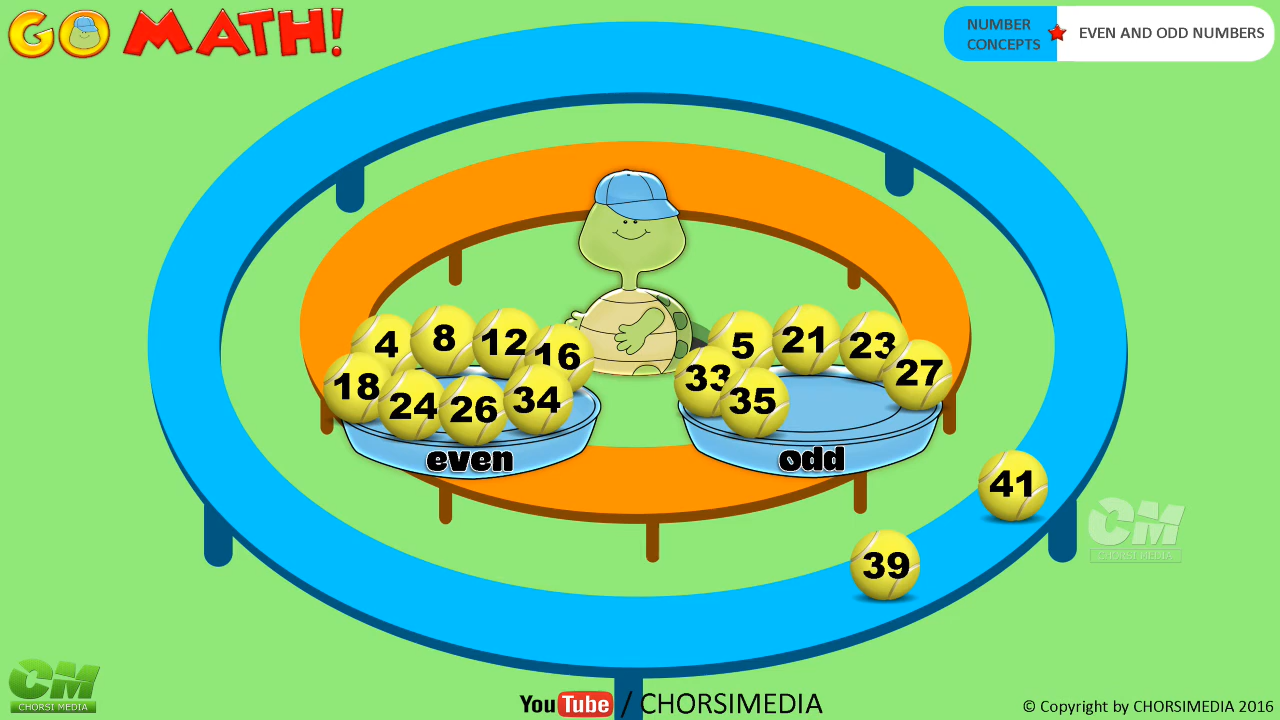 GO MATH!
NUMBER
CONCEPTS
EVEN AND ODD NUMBERS
4 8 12 16
5 21 23 27
18 24 26 34
33 35
even
odd
41
39
CM
CHORSI MEDIA
CM
CHORSI MEDIA
YouTube / CHORSIMEDIA
© Copyright by CHORSIMEDIA 2016